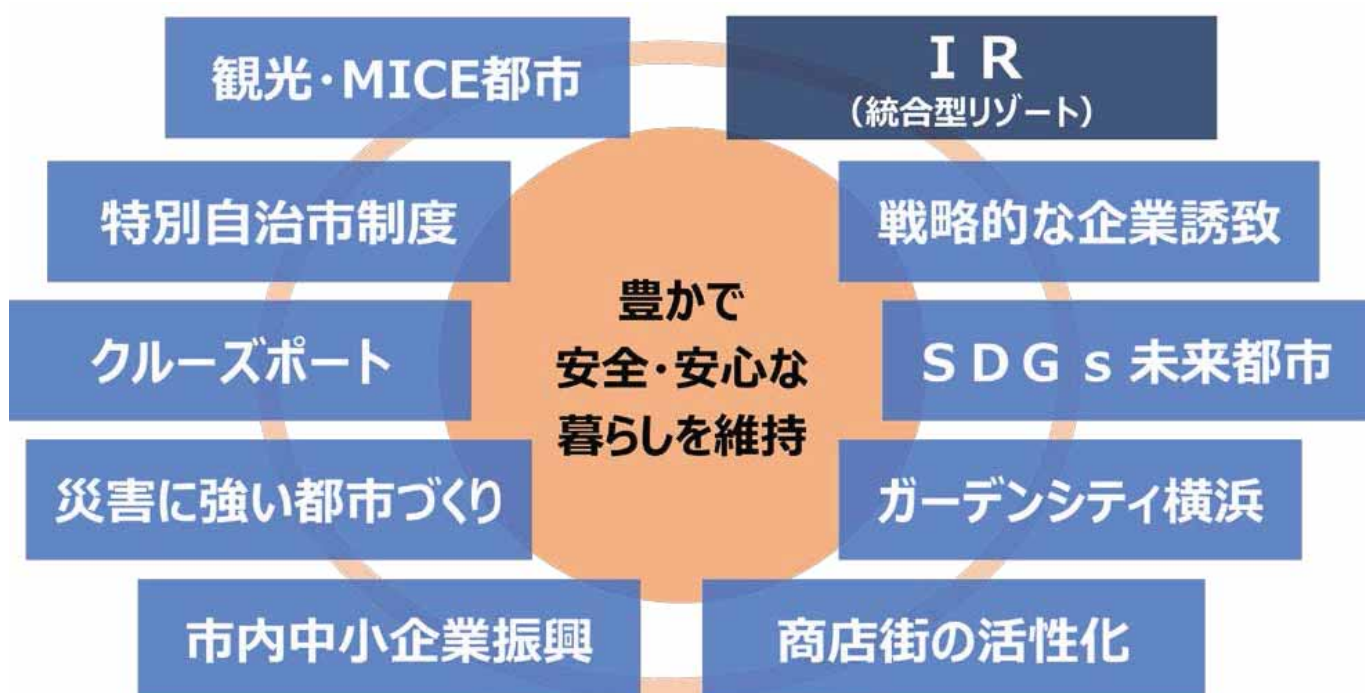 観光・MICE都市
ＩＲ
（統合型リゾート）
特別自治市制度
戦略的な企業誘致
豊かで
安全・安心な
暮らしを維持
クルーズポート
ＳＤＧｓ未来都市
災害に強い都市づくり
ガーデンシティ横浜
市内中小企業振興
商店街の活性化